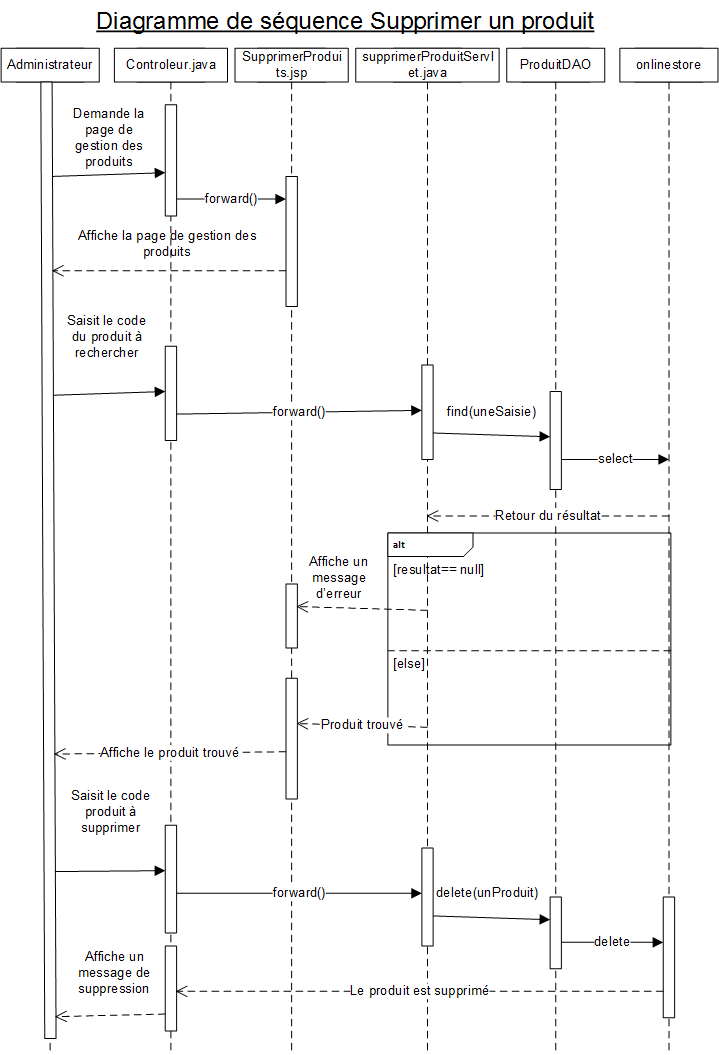 Diagramme de séquence Supprimer un produit
Administrateur
Controleur.java
SupprimerProdui
ts.jsp
supprimerProduitServl
et.java
ProduitDAO
onlinestore
Demande la
page de
gestion des
produits
forward()
Affiche la page de gestion des
produits
Saisit le code
du produit à
rechercher
forward()
find(uneSaisie)
select
Retour du résultat
alt
[resultat== null]
Affiche un
message
d'erreur
[else]
Produit trouvé
Affiche le produit trouvé
Saisit le code
produit à
supprimer
forward()
delete(unProduit)
delete
Affiche un
message de
suppression
Le produit est supprimé